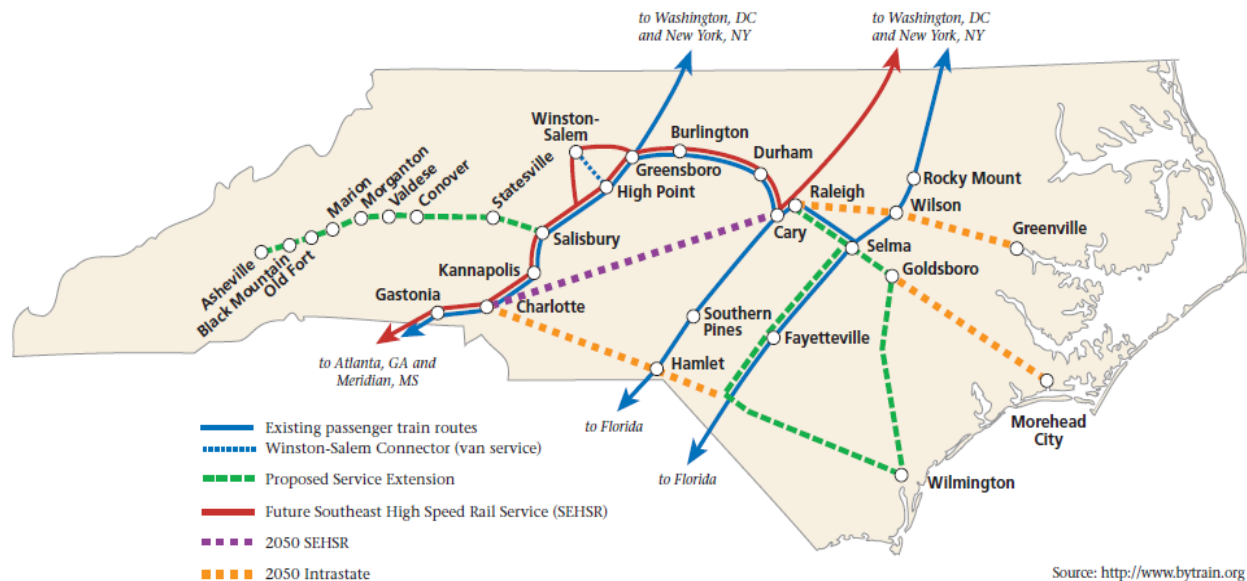 to Washington, DC
and New York, NY
to Washington, DC
and New York, NY
Winston-
Salem
Burlington
Greensboro
Durham
High Point
Statesville
Conover
Valdese
Morganton
Marion
Raleigh
Rocky Mount
Wilson
Greenville
Salisbury
Cary
Selma
Goldsboro
Asheville
Black Mountain
Old Fort
Kannapolis
Gastonia
Charlotte
Southern
Pines
Fayetteville
to Atlanta, GA and
Meridian, MS
Hamlet
Morehead
City
to Florida
to Florida
Wilmington
Existing passenger train routes
Winston-Salem Connector (van service)
Proposed Service Extension
Future Southeast High Speed Rail Service (SEHSR)
2050 SEHSR
2050 Intrastate
Source: http://www.bytrain.org